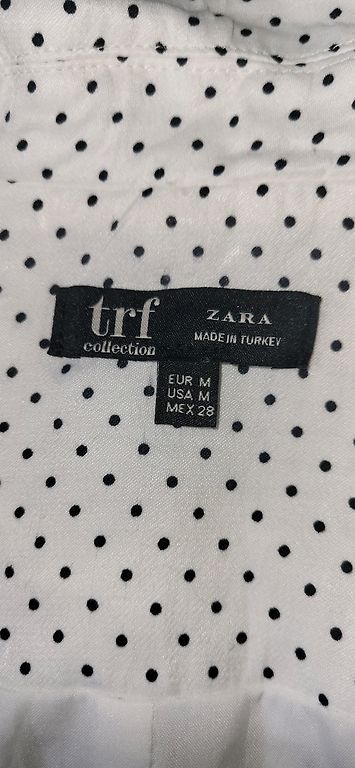 trf
collection
ZARA
MADE IN TURKEY
EUR M
USA M
MEX 28